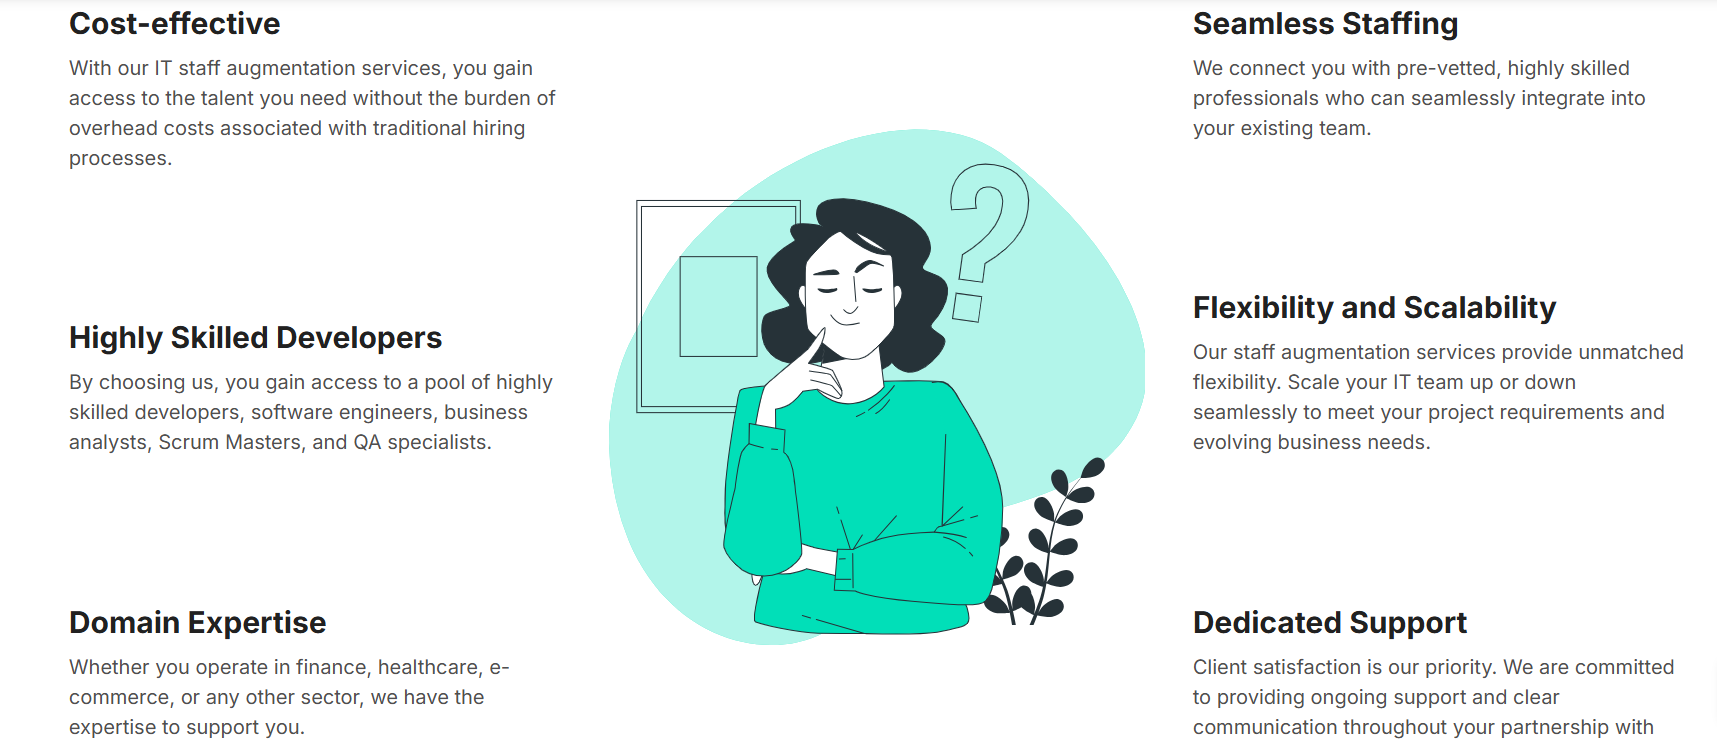 Cost-effective
With our IT staff augmentation services, you gain
access to the talent you need without the burden of
overhead costs associated with traditional hiring
processes.
Highly Skilled Developers
By choosing us, you gain access to a pool of highly
skilled developers, software engineers, business
analysts, Scrum Masters, and QA specialists.
Domain Expertise
Whether you operate in finance, healthcare, e-
commerce, or any other sector, we have the
expertise to support you.
?
Seamless Staffing
We connect you with pre-vetted, highly skilled
professionals who can seamlessly integrate into
your existing team.
Flexibility and Scalability
Our staff augmentation services provide unmatched
flexibility. Scale your IT team up or down
seamlessly to meet your project requirements and
evolving business needs.
Dedicated Support
Client satisfaction is our priority. We are committed
to providing ongoing support and clear
communication throughout your partnership with